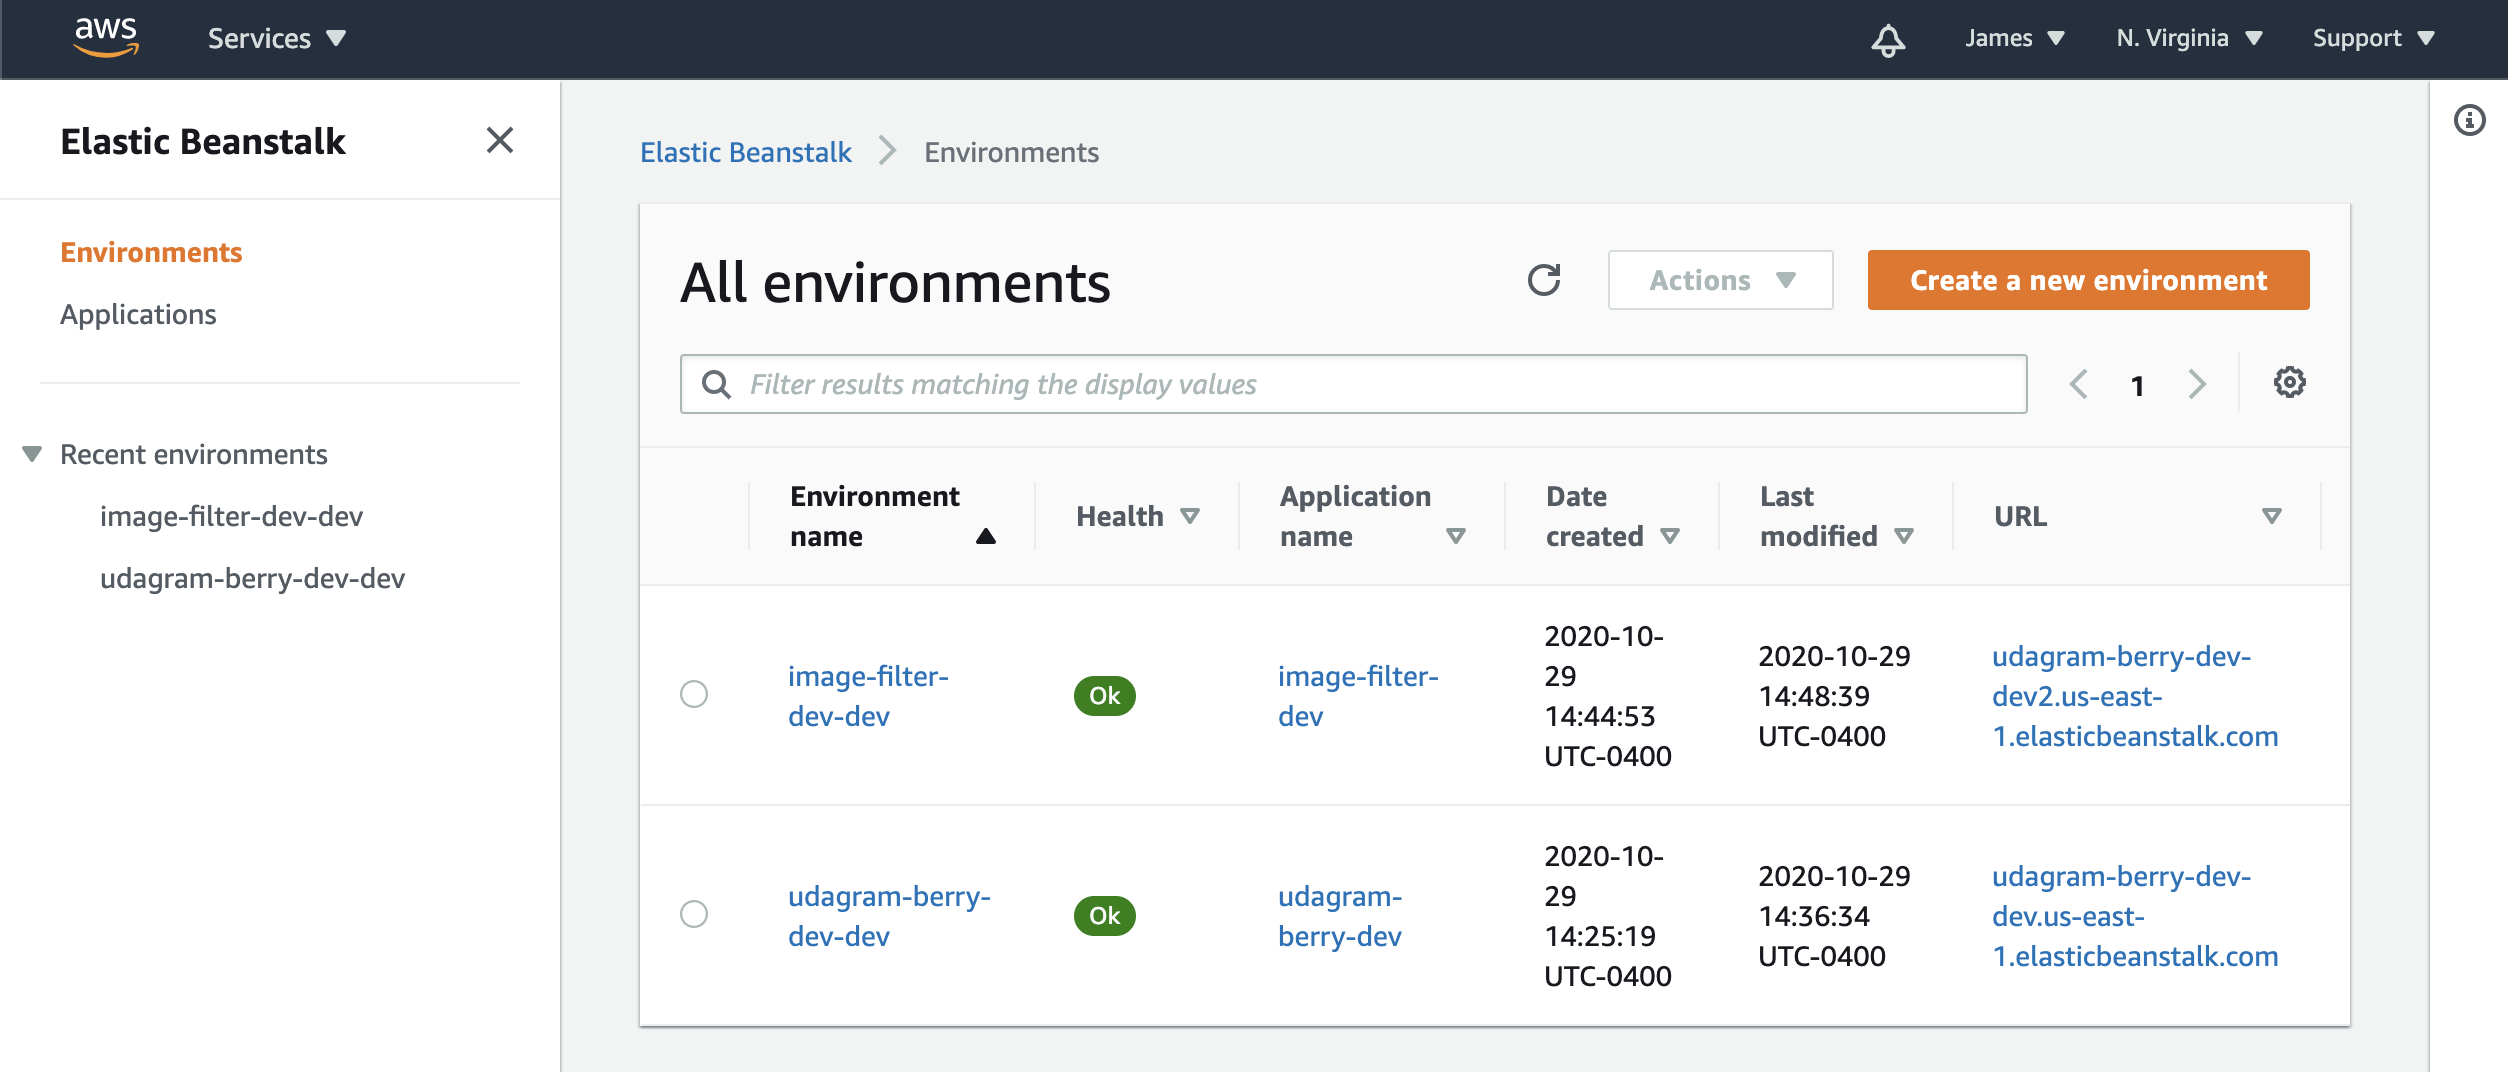 aws
Services
James
N. Virginia
Support
Elastic Beanstalk
Environments
Applications
Recent environments
image-filter-dev-dev
udagram-berry-dev-dev
Elastic Beanstalk
Environments
All environments
Actions
Create a new environment
Filter results matching the display values
1
Environment
name
Health
Application
name
Date
created
Last
modified
URL
image-filter-
dev-dev
Ok
image-filter-
dev
2020-10-
29
14:44:53
UTC-0400
2020-10-29
14:48:39
UTC-0400
udagram-berry-dev-
dev2.us-east-
1.elasticbeanstalk.com
udagram-berry-
dev-dev
Ok
udagram-
berry-dev
2020-10-
29
14:25:19
UTC-0400
2020-10-29
14:36:34
UTC-0400
udagram-berry-dev-
dev.us-east-
1.elasticbeanstalk.com